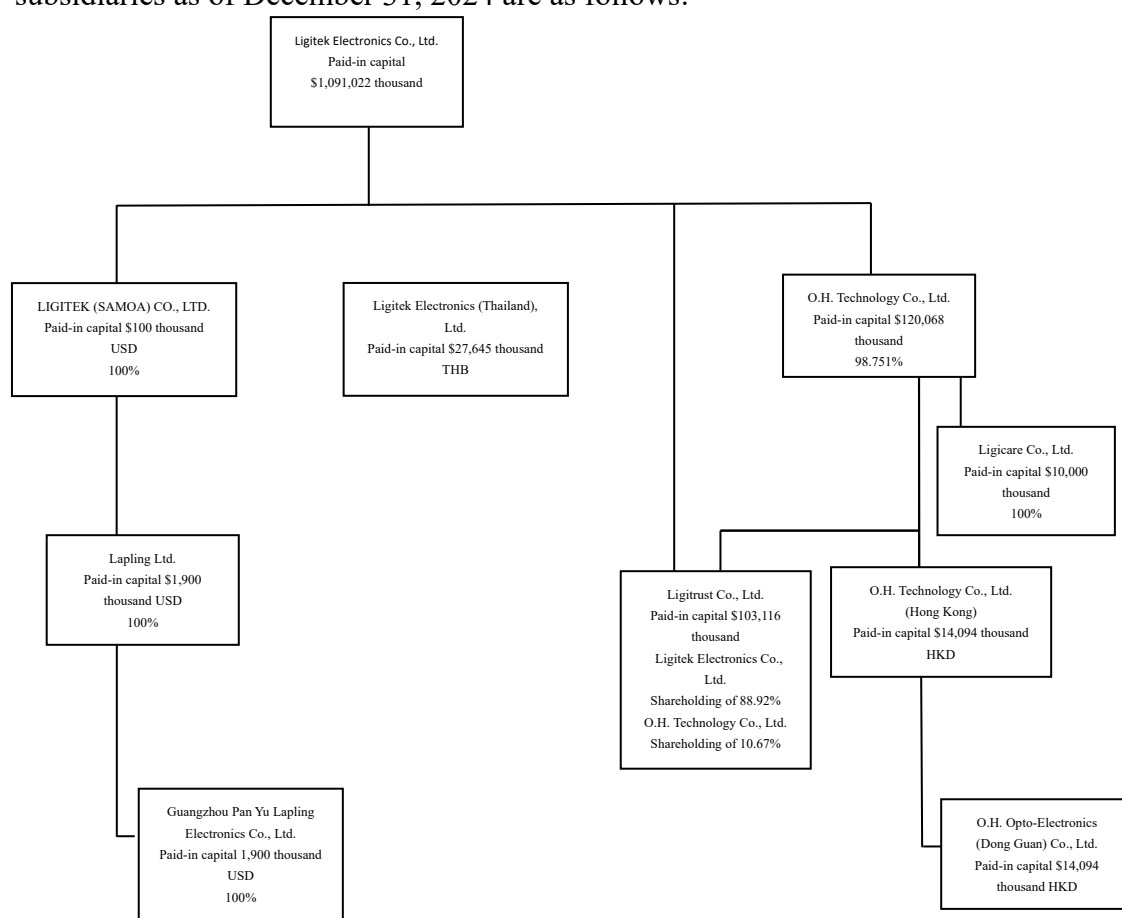 subsidiaries as of December 31, 2024 are as follows:
Ligitek Electronics Co., Ltd.
Paid-in capital
$1,091,022 thousand
LIGITEK (SAMOA) CO., LTD.
Paid-in capital $100 thousand
USD
100%
Ligitek Electronics (Thailand),
Ltd.
Paid-in capital $27,645 thousand
THB
O.H. Technology Co., Ltd.
Paid-in capital $120,068
thousand
98.751%
Ligicare Co., Ltd.
Paid-in capital $10,000
thousand
100%
Lapling Ltd.
Paid-in capital $1,900
thousand USD
100%
Ligitrust Co., Ltd.
Paid-in capital $103,116
thousand
Ligitek Electronics Co.,
Ltd.
Shareholding of 88.92%
O.H. Technology Co., Ltd.
Shareholding of 10.67%
O.H. Technology Co., Ltd.
(Hong Kong)
Paid-in capital $14,094 thousand
HKD
Guangzhou Pan Yu Lapling
Electronics Co., Ltd.
Paid-in capital 1,900 thousand
USD
100%
O.H. Opto-Electronics
(Dong Guan) Co., Ltd.
Paid-in capital $14,094
thousand HKD